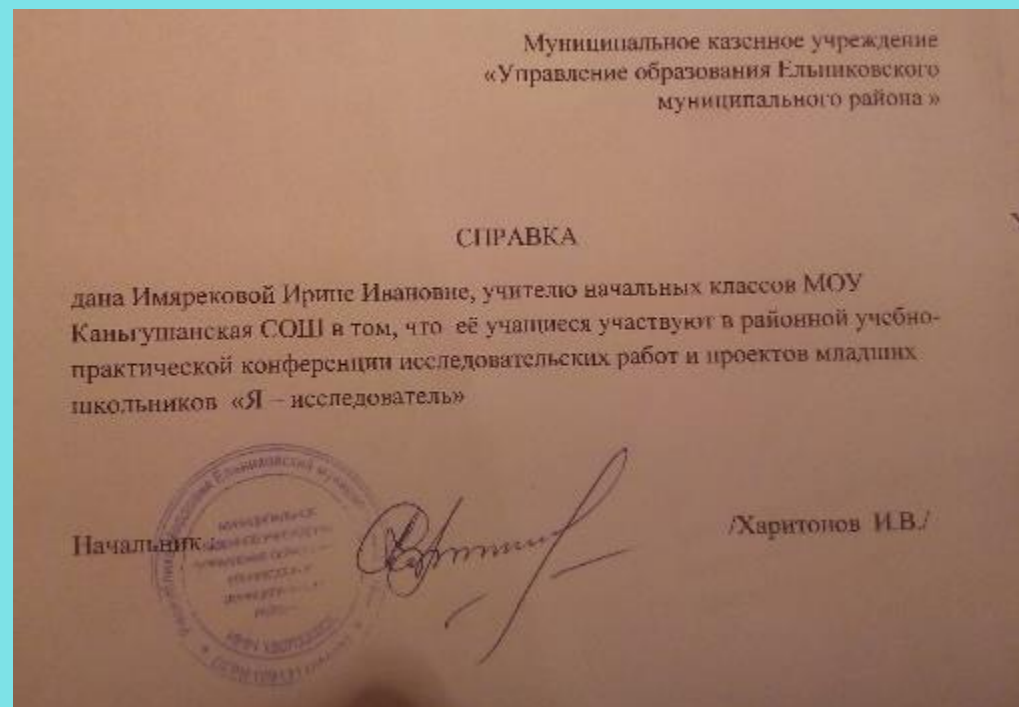 Муниципальное казенное учреждение
«Управление образования Ельниковского
муниципального района »
СПРАВКА
дана Имярековой Ирине Ивановне, учителю начальных классов МОУ
Каньгушанская СОШ в том, что её учащиеся участвуют в районной учебно-
практической конференции исследовательских работ и проектов младших
школьников «Я – исследователь»
Начальник :
/Харитонов И.В./